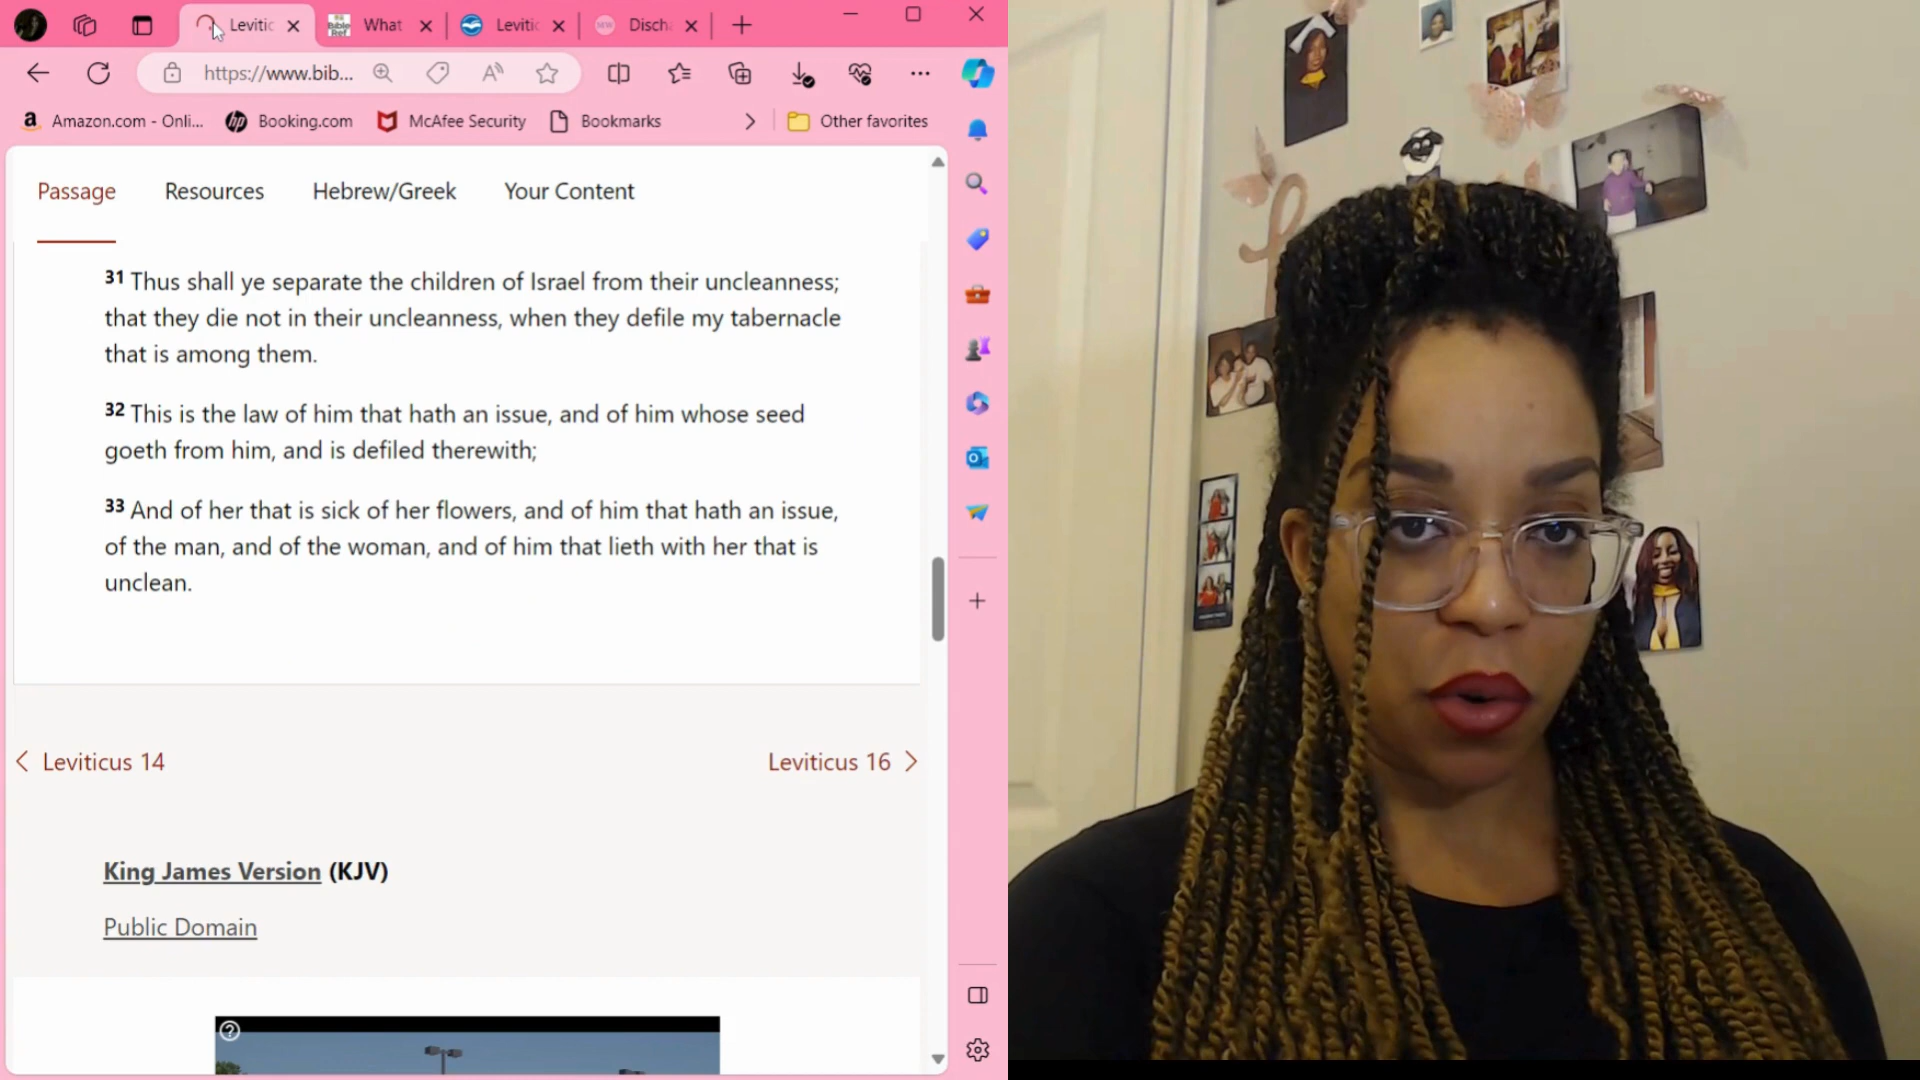 Levitic
What
Levitic
Disch
https://www.bib...
Amazon.com - Onli...
Booking.com
McAfee Security
Bookmarks
Other favorites
Passage
Resources
Hebrew/Greek
Your Content
31 Thus shall ye separate the children of Israel from their uncleanness;
that they die not in their uncleanness, when they defile my tabernacle
that is among them.
32 This is the law of him that hath an issue, and of him whose seed
goeth from him, and is defiled therewith;
33 And of her that is sick of her flowers, and of him that hath an issue,
of the man, and of the woman, and of him that lieth with her that is
unclean.
Leviticus 14
Leviticus 16
King James Version (KJV)
Public Domain